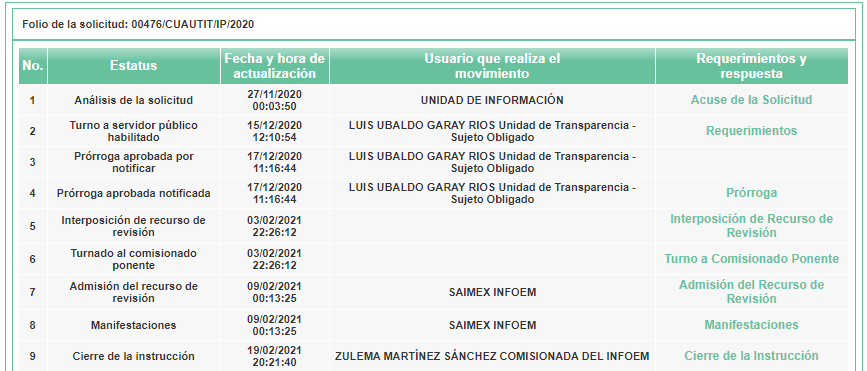 Folio de la solicitud: 00476/CUAUTIT/IP/2020
No. Estatus Fecha y hora de actualización Usuario que realiza el movimiento Requerimientos y respuesta
1 Análisis de la solicitud 27/11/2020 00:03:50 UNIDAD DE INFORMACIÓN Acuse de la Solicitud
2 Turno a servidor público habilitado 15/12/2020 12:10:54 LUIS UBALDO GARAY RIOS Unidad de Transparencia - Sujeto Obligado Requerimientos
3 Prórroga aprobada por notificar 17/12/2020 11:16:44 LUIS UBALDO GARAY RIOS Unidad de Transparencia - Sujeto Obligado
4 Prórroga aprobada notificada 17/12/2020 11:16:44 LUIS UBALDO GARAY RIOS Unidad de Transparencia - Sujeto Obligado Prórroga
5 Interposición de recurso de revisión 03/02/2021 22:26:12 Interposición de Recurso de Revisión
6 Turnado al comisionado ponente 03/02/2021 22:26:12 Turno a Comisionado Ponente
7 Admisión del recurso de revisión 09/02/2021 00:13:25 SAIMEX INFOEM Admisión del Recurso de Revisión
8 Manifestaciones 09/02/2021 00:13:25 SAIMEX INFOEM Manifestaciones
9 Cierre de la instrucción 19/02/2021 20:21:40 ZULEMA MARTÍNEZ SÁNCHEZ COMISIONADA DEL INFOEM Cierre de la Instrucción